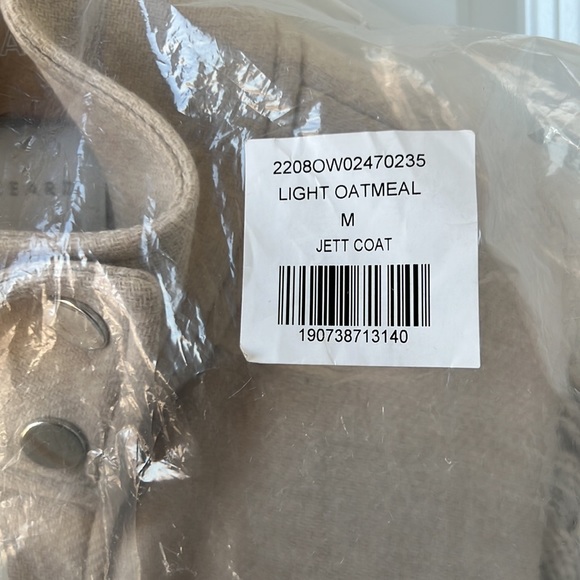 2208OW02470235
LIGHT OATMEAL
M
JETT COAT
190738713140